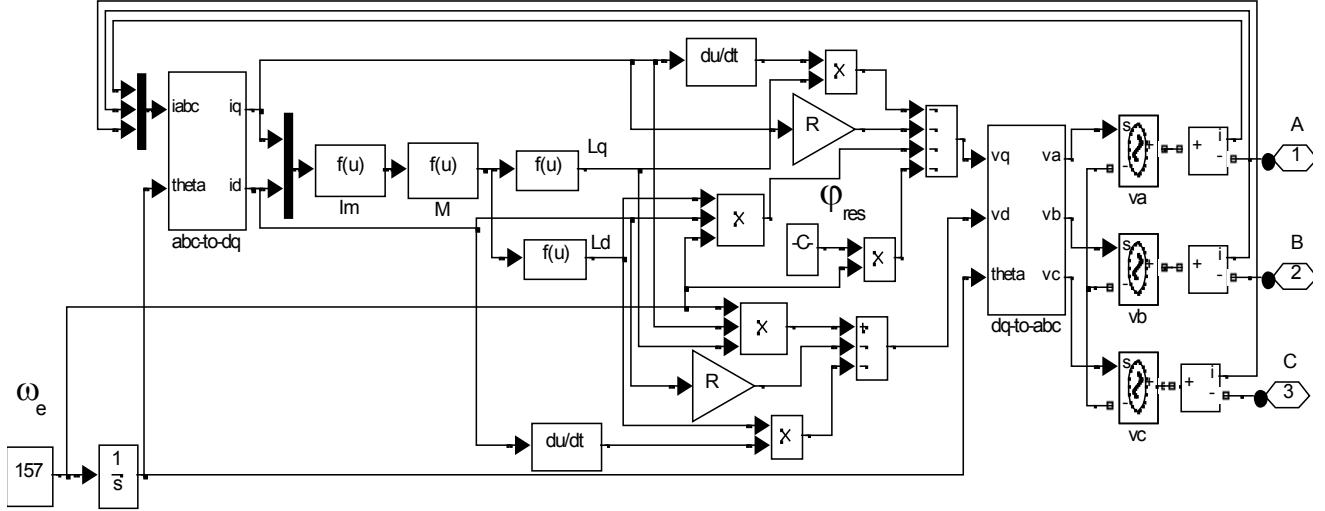 du/dt
X
iabc
iq
theta
id
abc-to-dq
f(u)
Im
f(u)
M
f(u)
Lq
f(u)
Ld
R
X
φres
-C-
X
vq
va
vd
vb
theta
vc
dq-to-abc
s
+
-
va
+
i
-
A
1
s
+
-
vb
+
i
-
B
2
s
+
-
vc
+
i
-
C
3
-
-
-
-
X
+
-
-
R
du/dt
X
ωe
157
1
s